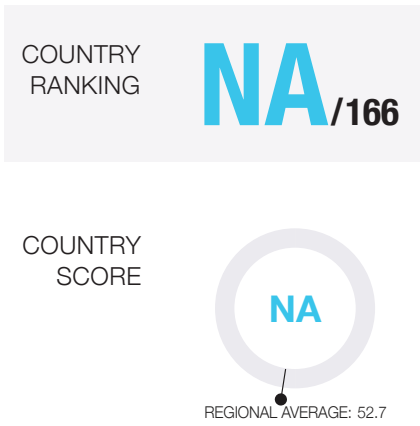 COUNTRY
RANKING
NA/166
COUNTRY
SCORE
NA
REGIONAL AVERAGE: 52.7